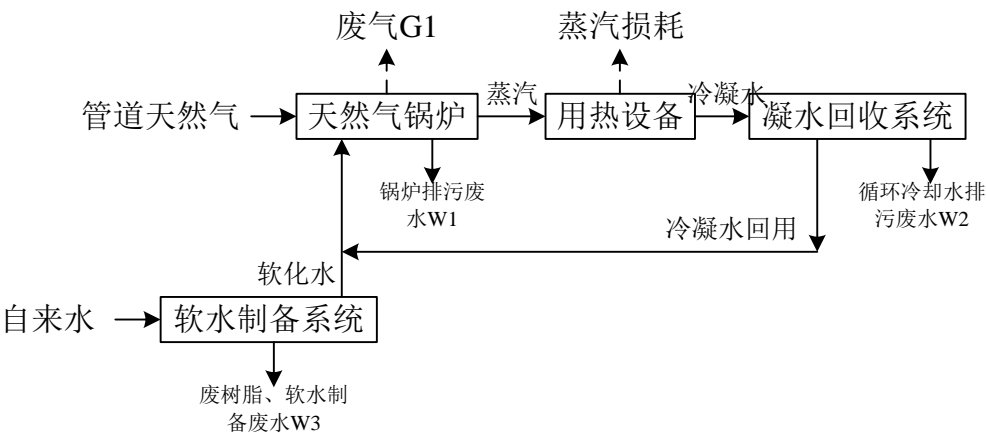 废气G1
蒸汽损耗
管道天然气
天然气锅炉
蒸汽
用热设备
冷凝水
凝水回收系统
锅炉排污废
水W1
循环冷却水排
污废水W2
冷凝水回用
软化水
自来水
软水制备系统
废树脂、软水制
备废水W3